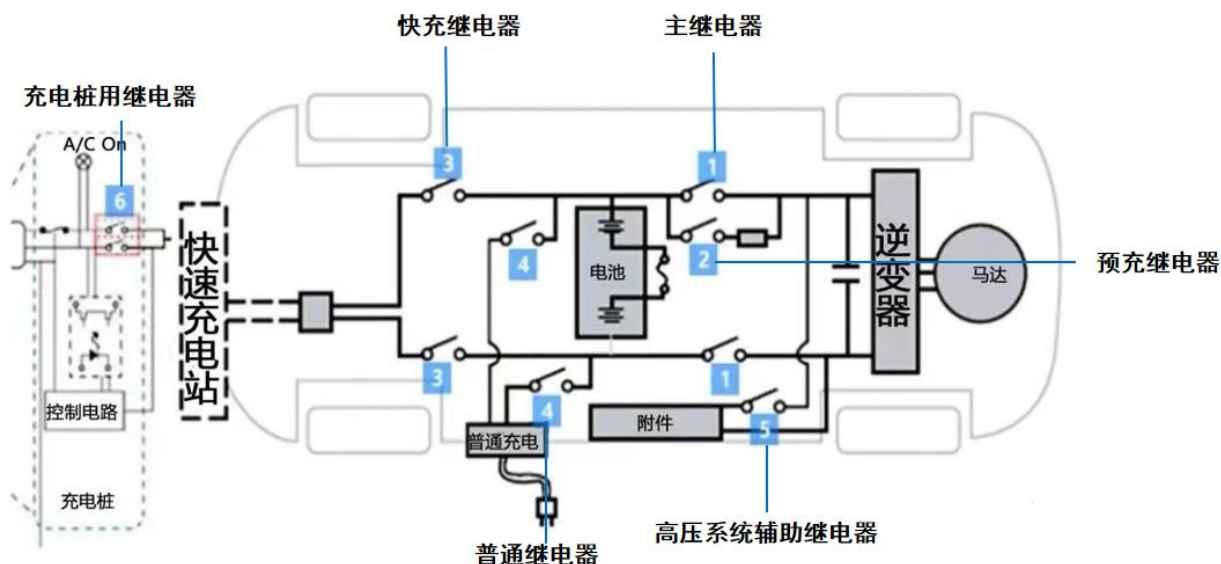 快充继电器
主继电器
充电桩用继电器
A/C On
6
3
1
快速充电站
4
电池
2
逆变器
马达
预充继电器
3
1
控制电路
4
附件
5
普通充电
充电桩
高压系统辅助继电器
普通继电器